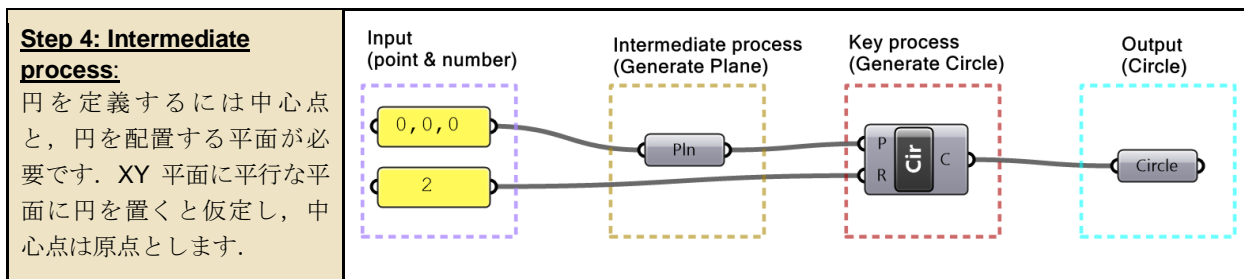 Step 4: Intermediate
process:
円を定義するには中心点
と，円を配置する平面が必
要です．XY 平面に平行な平
面に円を置くと仮定し，中
心点は原点とします．
Input
(point & number)
Intermediate process
(Generate Plane)
Key process
(Generate Circle)
Output
(Circle)
0,0,0
2
Pln
P
R
Cir
C
Circle